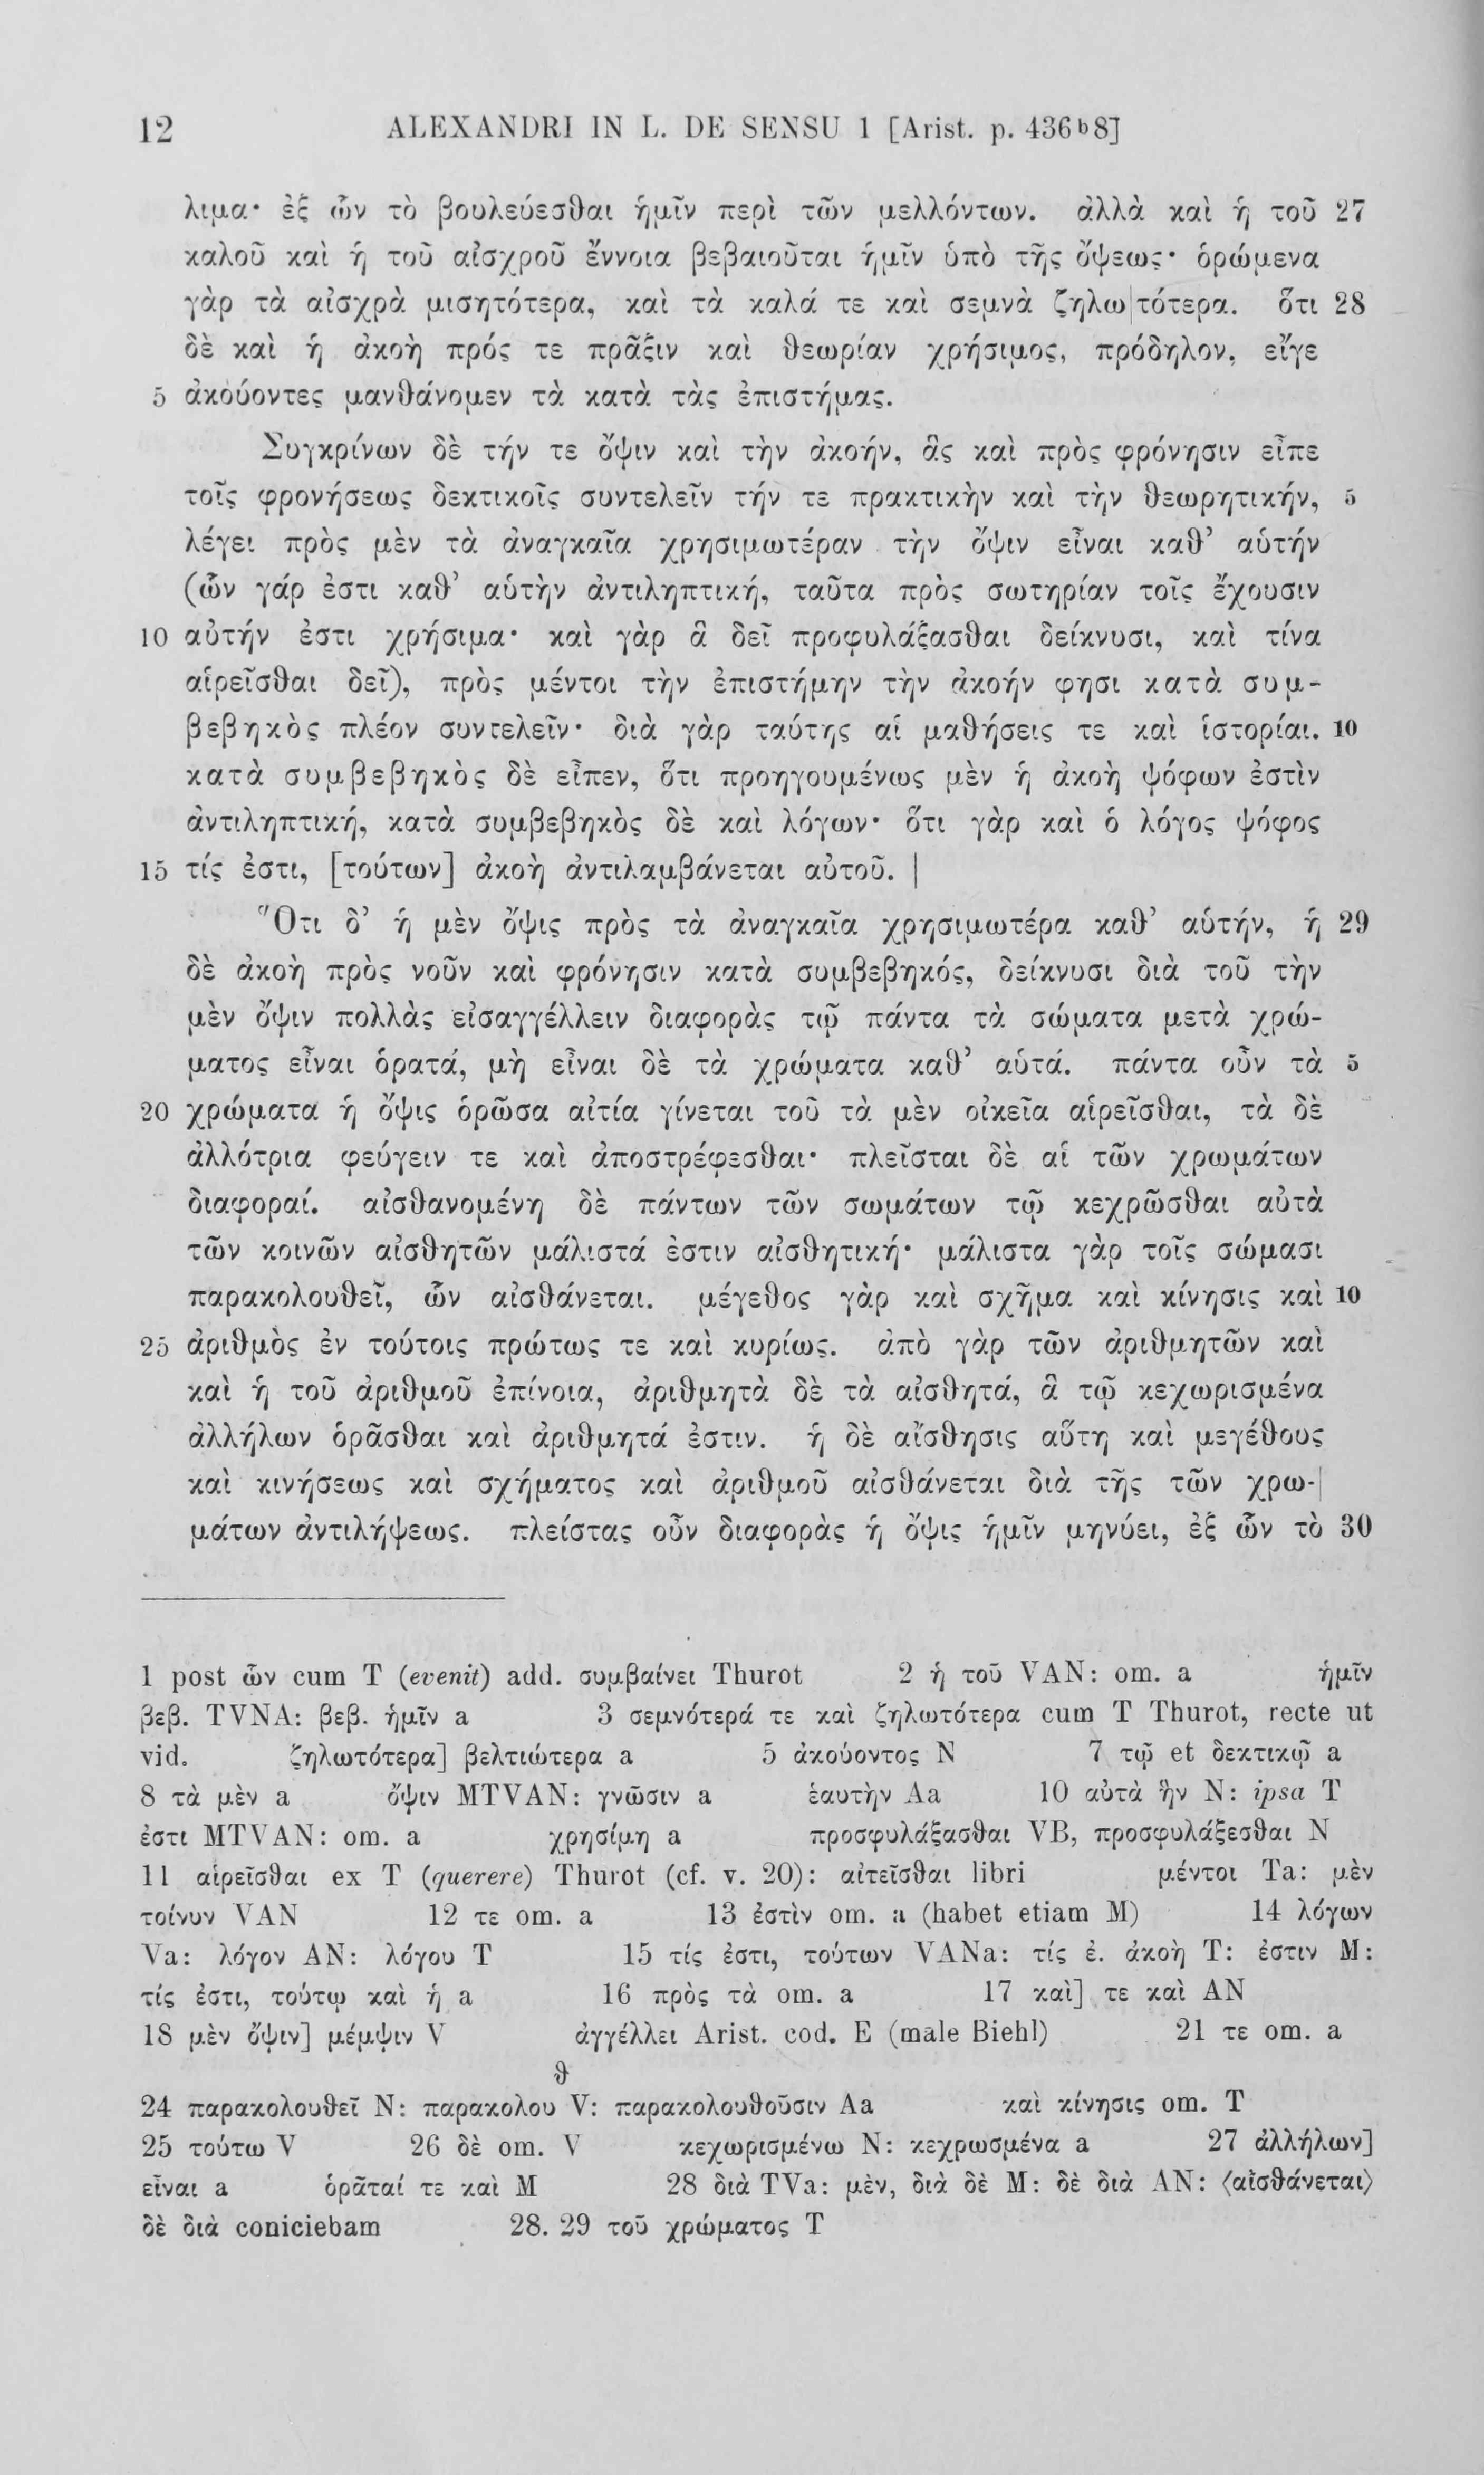 12 ALEXANDRI IN L. DE SENSU 1 [Arist. p. 436ᵇ8]
λιμα· ἐξ ὧν τὸ βουλεύεσθαι ἡμῖν περὶ τῶν μελλόντων. ἀλλὰ καὶ ἡ τοῦ 27
καλοῦ καὶ ἡ τοῦ αἰσχροῦ ἔννοια βεβαιοῦται ἡμῖν ὑπὸ τῆς ὄψεως· ὁρώμενα
γὰρ τὰ αἰσχρὰ μισητότερα, καὶ τὰ καλά τε καὶ σεμνὰ ζηλω|τότερα. ὅτι 28
δὲ καὶ ἡ ἀκοὴ πρός τε πρᾶξιν καὶ θεωρίαν χρήσιμος, πρόδηλον, εἴγε
5 ἀκούοντες μανθάνομεν τὰ κατὰ τὰς ἐπιστήμας.
Συγκρίνων δὲ τήν τε ὄψιν καὶ τὴν ἀκοήν, ἃς καὶ πρὸς φρόνησιν εἶπε
τοῖς φρονήσεως δεκτικοῖς συντελεῖν τήν τε πρακτικὴν καὶ τὴν θεωρητικήν, 5
λέγει πρὸς μὲν τὰ ἀναγκαῖα χρησιμωτέραν τὴν ὄψιν εἶναι καθ’ αὑτήν
(ὧν γάρ ἐστι καθ’ αὑτὴν ἀντιληπτική, ταῦτα πρὸς σωτηρίαν τοῖς ἔχουσιν
10 αὐτήν ἐστι χρήσιμα· καὶ γὰρ ἃ δεῖ προφυλάξασθαι δείκνυσι, καὶ τίνα
αἱρεῖσθαι δεῖ), πρὸς μέντοι τὴν ἐπιστήμην τὴν ἀκοήν φησι κατὰ συμ-
βεβηκὸς πλέον συντελεῖν· διὰ γὰρ ταύτης αἱ μαθήσεις τε καὶ ἱστορίαι. 10
κατὰ συμβεβηκὸς δὲ εἶπεν, ὅτι προηγουμένως μὲν ἡ ἀκοὴ ψόφων ἐστὶν
ἀντιληπτική, κατὰ συμβεβηκὸς δὲ καὶ λόγων· ὅτι γὰρ καὶ ὁ λόγος ψόφος
15 τίς ἐστι, [τούτων] ἀκοὴ ἀντιλαμβάνεται αὐτοῦ. |
Ὅτι δ’ ἡ μὲν ὄψις πρὸς τὰ ἀναγκαῖα χρησιμωτέρα καθ’ αὑτήν, ἡ 29
δὲ ἀκοὴ πρὸς νοῦν καὶ φρόνησιν κατὰ συμβεβηκός, δείκνυσι διὰ τοῦ τὴν
μὲν ὄψιν πολλὰς εἰσαγγέλλειν διαφορὰς τῷ πάντα τὰ σώματα μετὰ χρώ-
ματος εἶναι ὁρατά, μὴ εἶναι δὲ τὰ χρώματα καθ’ αὑτά. πάντα οὖν τὰ 5
20 χρώματα ἡ ὄψις ὁρῶσα αἰτία γίνεται τοῦ τὰ μὲν οἰκεῖα αἱρεῖσθαι, τὰ δὲ
ἀλλότρια φεύγειν τε καὶ ἀποστρέφεσθαι· πλεῖσται δὲ αἱ τῶν χρωμάτων
διαφοραί. αἰσθανομένη δὲ πάντων τῶν σωμάτων τῷ κεχρῶσθαι αὐτὰ
τῶν κοινῶν αἰσθητῶν μάλιστά ἐστιν αἰσθητική· μάλιστα γὰρ τοῖς σώμασι
παρακολουθεῖ, ὧν αἰσθάνεται. μέγεθος γὰρ καὶ σχῆμα καὶ κίνησις καὶ 10
25 ἀριθμὸς ἐν τούτοις πρώτως τε καὶ κυρίως. ἀπὸ γὰρ τῶν ἀριθμητῶν καὶ
καὶ ἡ τοῦ ἀριθμοῦ ἐπίνοια, ἀριθμητὰ δὲ τὰ αἰσθητά, ἃ τῷ κεχωρισμένα
ἀλλήλων ὁρᾶσθαι καὶ ἀριθμητά ἐστιν. ἡ δὲ αἴσθησις αὕτη καὶ μεγέθους
καὶ κινήσεως καὶ σχήματος καὶ ἀριθμοῦ αἰσθάνεται διὰ τῆς τῶν χρω-|
μάτων ἀντιλήψεως. πλείστας οὖν διαφορὰς ἡ ὄψις ἡμῖν μηνύει, ἐξ ὧν τὸ 30
1 post ὧν cum T (evenit) add. συμβαίνει Thurot 2 ἡ τοῦ VAN: om. a ἡμῖν
βεβ. TVNA: βεβ. ἡμῖν a 3 σεμνότερά τε καὶ ζηλωτότερα cum T Thurot, recte ut
vid. ζηλωτότερα] βελτιώτερα a 5 ἀκούοντος N 7 τῷ et δεκτικῷ a
8 τὰ μὲν a ὄψιν MTVAN: γνῶσιν a ἑαυτὴν Aa 10 αὐτὰ ἣν N: ipsa T
ἐστι MTVAN: om. a χρησίμη a προσφυλάξασθαι VB, προσφυλάξεσθαι N
11 αἱρεῖσθαι ex T (querere) Thurot (cf. v. 20): αἰτεῖσθαι libri μέντοι Ta: μὲν
τοίνυν VAN 12 τε om. a 13 ἐστὶν om. a (habet etiam M) 14 λόγων
Va: λόγον AN: λόγου T 15 τίς ἐστι, τούτων VANa: τίς ἐ. ἀκοὴ T: ἐστιν M:
τίς ἐστι, τούτῳ καὶ ἡ a 16 πρὸς τὰ om. a 17 καὶ] τε καὶ AN
18 μὲν ὄψιν] μέμψιν V ἀγγέλλει Arist. cod. E (male Biehl) 21 τε om. a
θ
24 παρακολουθεῖ N: παρακολου V: παρακολουθοῦσιν Aa καὶ κίνησις om. T
25 τούτω V 26 δὲ om. V κεχωρισμένω N: κεχρωσμένα a 27 ἀλλήλων]
εἶναι a ὁρᾶταί τε καὶ M 28 διὰ TVa: μὲν, διὰ δὲ M: δὲ διὰ AN: ⟨αἰσθάνεται⟩
δὲ διὰ coniciebam 28. 29 τοῦ χρώματος T